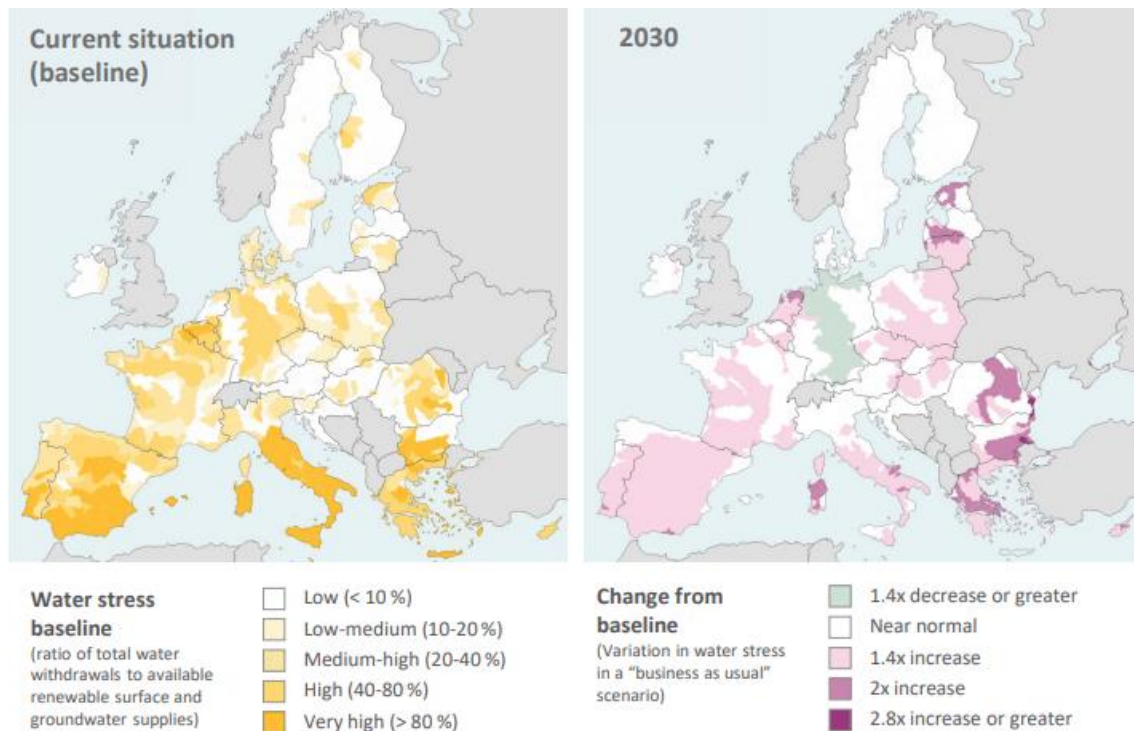 Current situation
(baseline)
2030
Water stress
baseline
(ratio of total water
withdrawals to available
renewable surface and
groundwater supplies)
Low (< 10 %)
Low-medium (10-20 %)
Medium-high (20-40 %)
High (40-80 %)
Very high (> 80 %)
Change from
baseline
(Variation in water stress
in a “business as usual”
scenario)
1.4x decrease or greater
Near normal
1.4x increase
2x increase
2.8x increase or greater